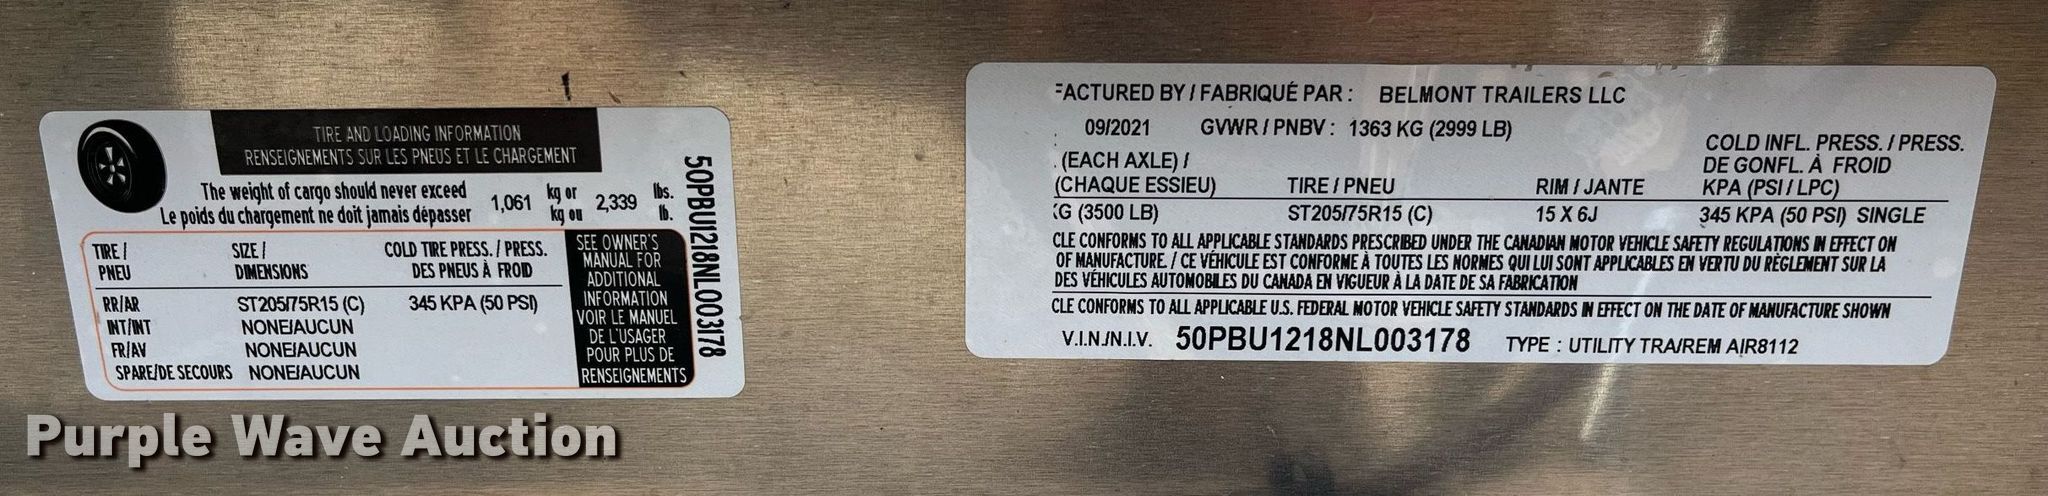 TIRE AND LOADING INFORMATION
RENSEIGNEMENTS SUR LES PNEUS ET LE CHARGEMENT
The weight of cargo should never exceed 1,061 kg or 2,339 lbs.
Le poids du chargement ne doit jamais dépasser kg ou lb.
TIRE / SIZE / COLD TIRE PRESS. / PRESS.
PNEU DIMENSIONS DES PNEUS À FROID
RR/AR ST205/75R15 (C) 345 KPA (50 PSI)
INT/INT NONE/AUCUN
FR/AV NONE/AUCUN
SPARE/DE SECOURS NONE/AUCUN
SEE OWNER'S
MANUAL FOR
ADDITIONAL
INFORMATION
VOIR LE MANUEL
DE L'USAGER
POUR PLUS DE
RENSEIGNEMENTS
50PBU1218NL003178
FACTURED BY / FABRIQUÉ PAR : BELMONT TRAILERS LLC
09/2021 GVWR / PNBV : 1363 KG (2999 LB)
COLD INFL. PRESS. / PRESS.
. (EACH AXLE) / DE GONFL. À FROID
(CHAQUE ESSIEU) TIRE / PNEU RIM / JANTE KPA (PSI / LPC)
KG (3500 LB) ST205/75R15 (C) 15 X 6J 345 KPA (50 PSI) SINGLE
CLE CONFORMS TO ALL APPLICABLE STANDARDS PRESCRIBED UNDER THE CANADIAN MOTOR VEHICLE SAFETY REGULATIONS IN EFFECT ON
OF MANUFACTURE. / CE VÉHICULE EST CONFORME À TOUTES LES NORMES QUI LUI SONT APPLICABLES EN VERTU DU RÈGLEMENT SUR LA
DES VÉHICULES AUTOMOBILES DU CANADA EN VIGUEUR À LA DATE DE SA FABRICATION
CLE CONFORMS TO ALL APPLICABLE U.S. FEDERAL MOTOR VEHICLE SAFETY STANDARDS IN EFFECT ON THE DATE OF MANUFACTURE SHOWN
V.I.N./N.I.V. 50PBU1218NL003178 TYPE : UTILITY TRA/REM AIR8112
Purple Wave Auction